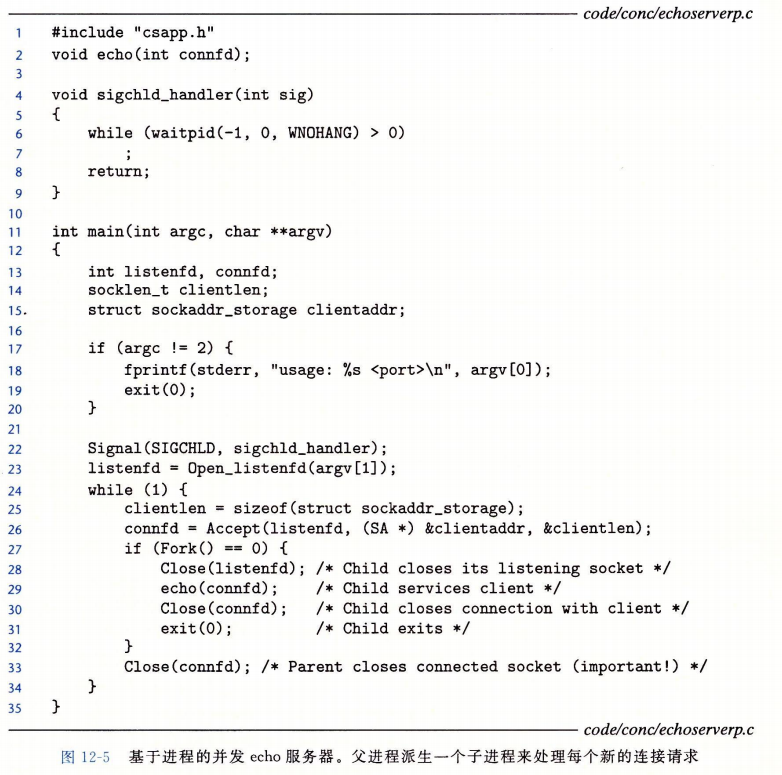 code/conc/echoserverp.c
1 #include "csapp.h"
2 void echo(int connfd);
3
4 void sigchld_handler(int sig)
5 {
6     while (waitpid(-1, 0, WNOHANG) > 0)
7         ;
8     return;
9 }
10
11 int main(int argc, char **argv)
12 {
13     int listenfd, connfd;
14     socklen_t clientlen;
15.     struct sockaddr_storage clientaddr;
16
17     if (argc != 2) {
18         fprintf(stderr, "usage: %s <port>\n", argv[0]);
19         exit(0);
20     }
21
22     Signal(SIGCHLD, sigchld_handler);
23     listenfd = Open_listenfd(argv[1]);
24     while (1) {
25         clientlen = sizeof(struct sockaddr_storage);
26         connfd = Accept(listenfd, (SA *) &clientaddr, &clientlen);
27         if (Fork() == 0) {
28             Close(listenfd); /* Child closes its listening socket */
29             echo(connfd);    /* Child services client */
30             Close(connfd);   /* Child closes connection with client */
31             exit(0);         /* Child exits */
32         }
33         Close(connfd); /* Parent closes connected socket (important!) */
34     }
35 }
code/conc/echoserverp.c
图 12-5 基于进程的并发 echo 服务器。父进程派生一个子进程来处理每个新的连接请求